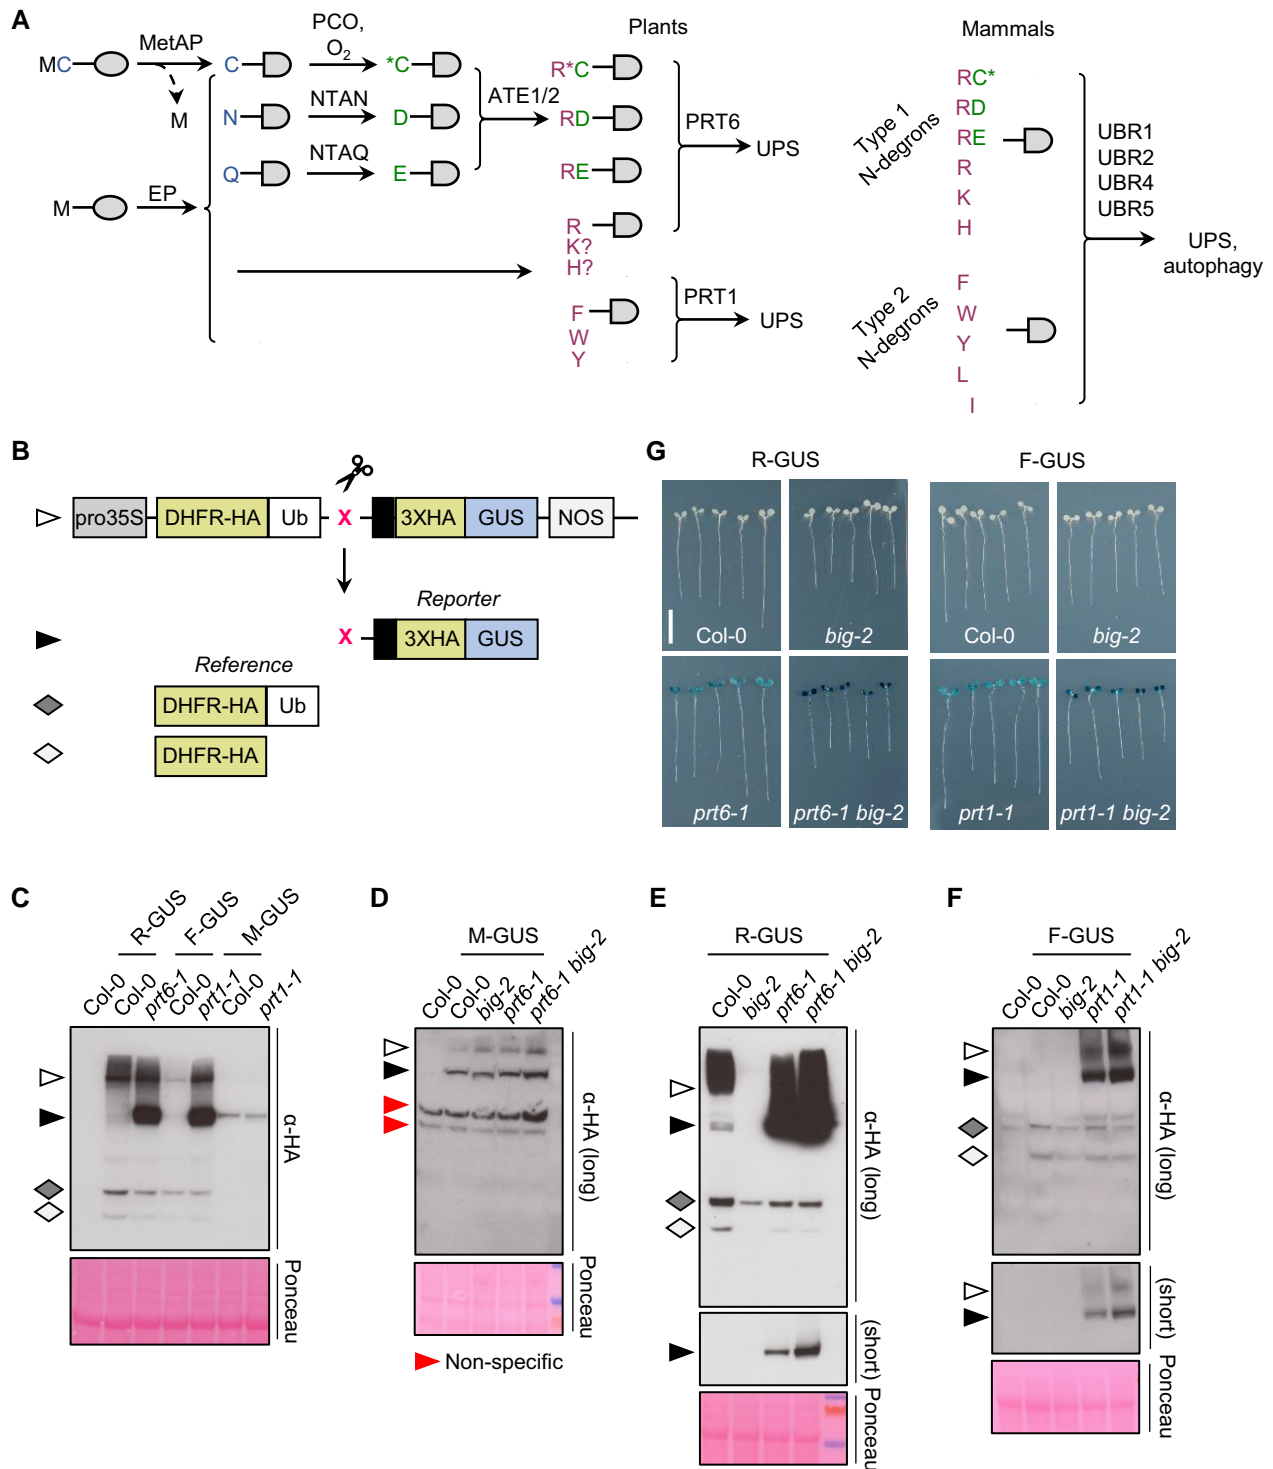 A
Plants
Mammals
MC
MetAP
M
C
PCO,
O2
*C
N
NTAN
D
Q
NTAQ
E
ATE1/2
M
EP
R*C
RD
RE
R
K?
H?
PRT6
UPS
F
W
Y
PRT1
UPS
Type 1
N-degrons
RC*
RD
RE
R
K
H
Type 2
N-degrons
F
W
Y
L
I
UBR1
UBR2
UBR4
UBR5
UPS,
autophagy
B
pro35S
DHFR-HA
Ub
X
3XHA
GUS
NOS
Reporter
X
3XHA
GUS
Reference
DHFR-HA
Ub
DHFR-HA
G
R-GUS
F-GUS
Col-0
big-2
Col-0
big-2
prt6-1
prt6-1 big-2
prt1-1
prt1-1 big-2
C
R-GUS
F-GUS
M-GUS
Col-0
Col-0
prt6-1
Col-0
prt1-1
Col-0
prt1-1
α-HA
Ponceau
D
M-GUS
Col-0
Col-0
big-2
prt6-1
prt6-1 big-2
α-HA (long)
Ponceau
Non-specific
E
R-GUS
Col-0
big-2
prt6-1
prt6-1 big-2
α-HA (long)
(short)
Ponceau
F
F-GUS
Col-0
Col-0
big-2
prt1-1
prt1-1 big-2
α-HA (long)
(short)
Ponceau